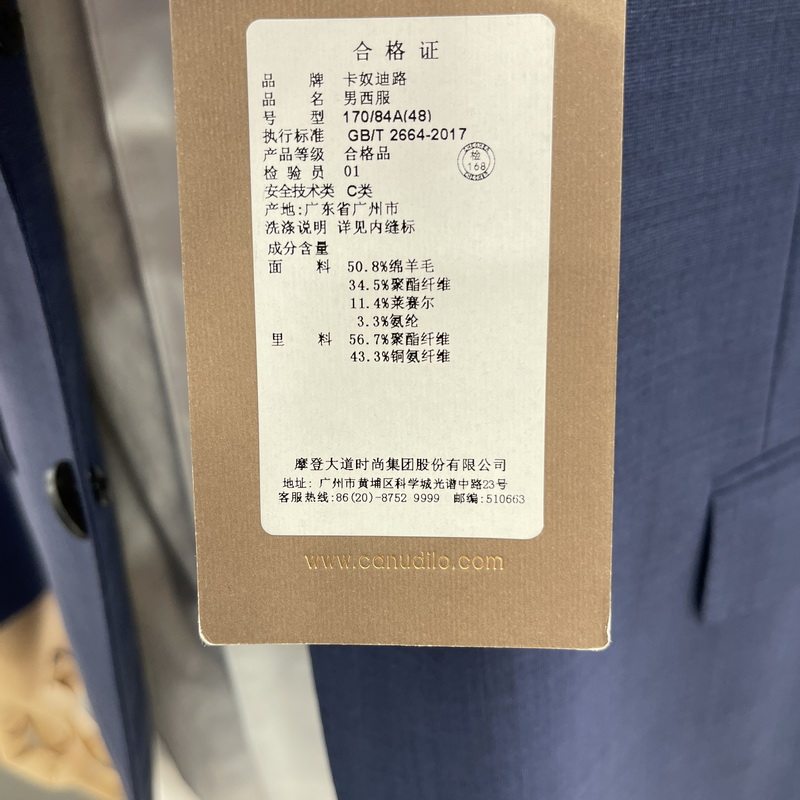 合格证
品牌 卡奴迪路
品名 男西服
号型 170/84A(48)
执行标准 GB/T 2664-2017
产品等级 合格品
检验员 01
检
168
安全技术类 C类
产地:广东省广州市
洗涤说明 详见内缝标
成分含量
面料 50.8%绵羊毛
34.5%聚酯纤维
11.4%莱赛尔
3.3%氨纶
里料 56.7%聚酯纤维
43.3%铜氨纤维
摩登大道时尚集团股份有限公司
地址: 广州市黄埔区科学城光谱中路23号
客服热线:86(20)-8752 9999 邮编:510663
www.canudilo.com